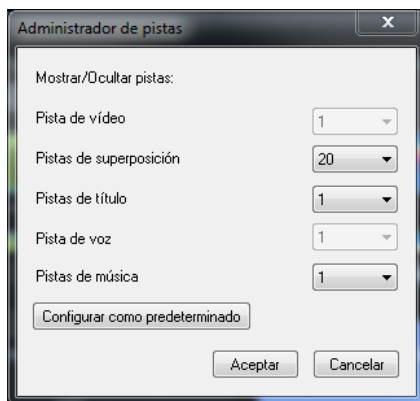 Administrador de pistas
x
Mostrar/Ocultar pistas:
Pista de vídeo 1
Pistas de superposición 20
Pistas de título 1
Pista de voz 1
Pistas de música 1
Configurar como predeterminado
Aceptar Cancelar